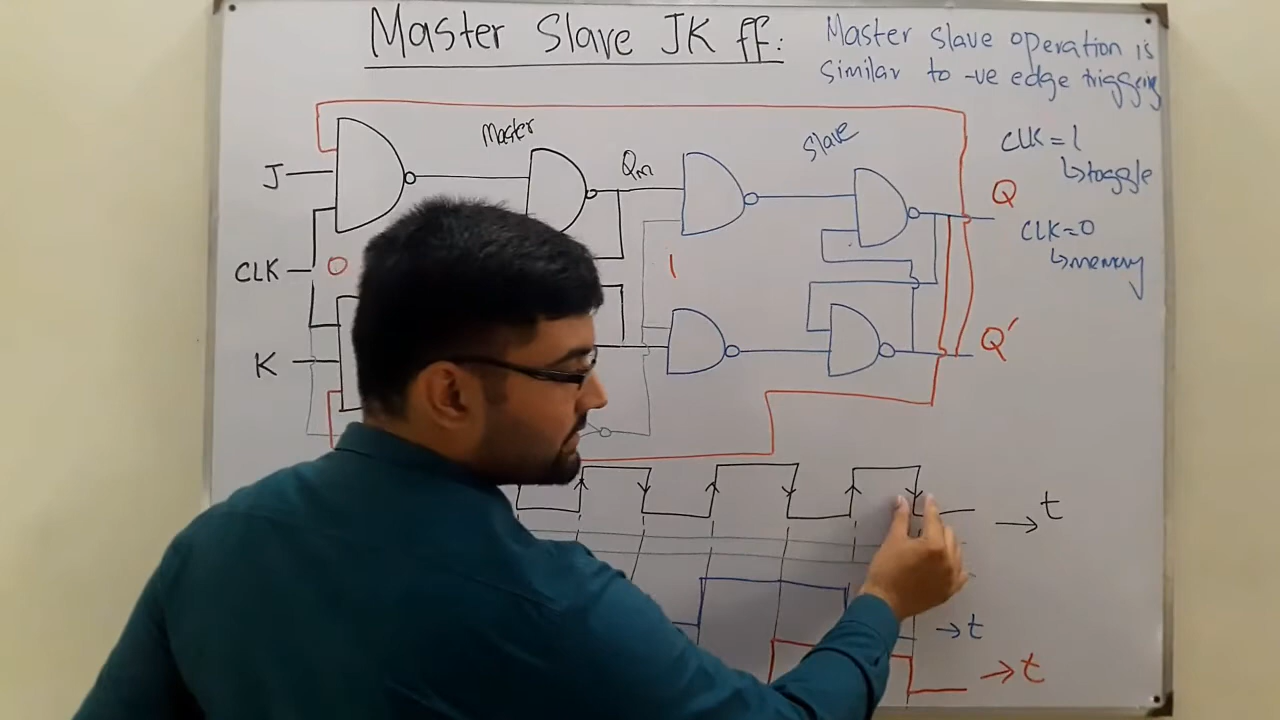 Master Slave JK ff:
Master slave operation is
similar to -ve edge trigging
Master
Slave
CLK=1
↳toggle
J
Qm
Q
CLK=0
↳memory
CLK
0
1
Q'
K
→ t
→ t
→ t